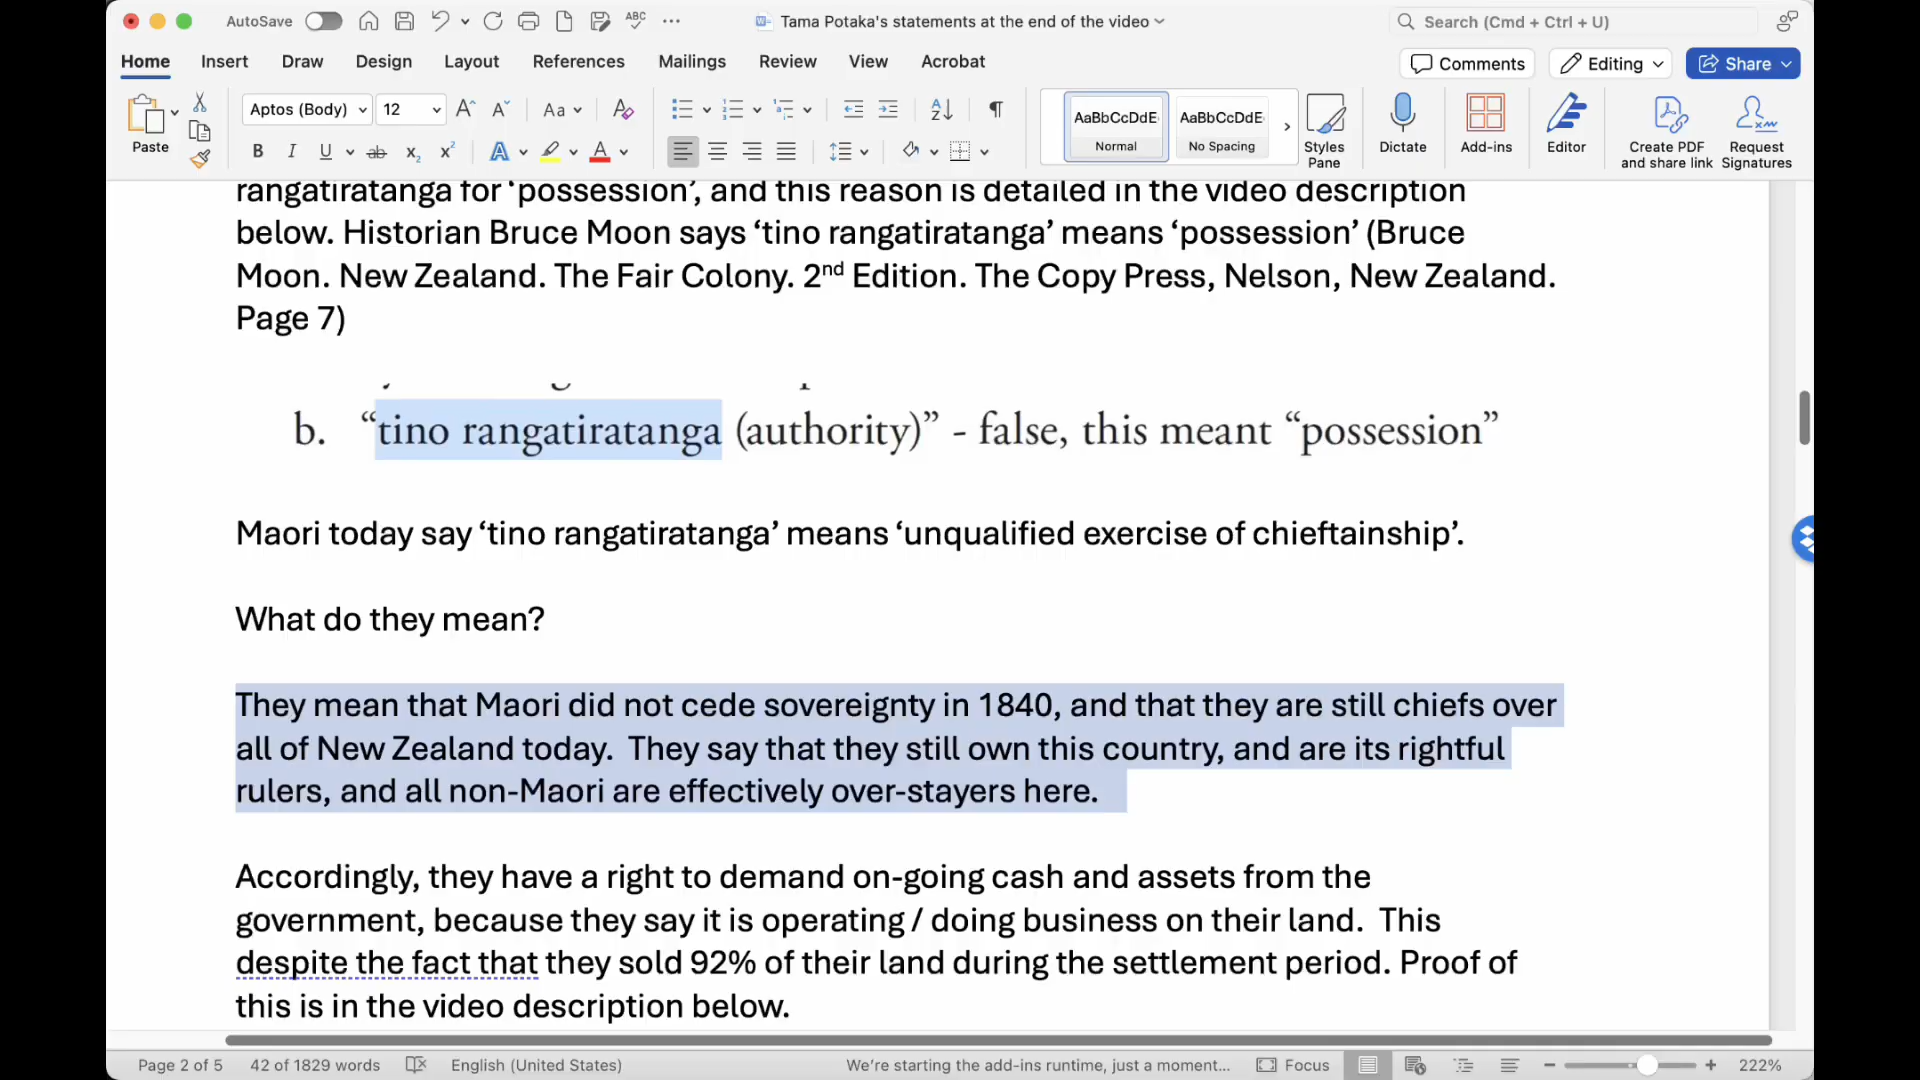 AutoSave
ABC
Tama Potaka's statements at the end of the video
Search (Cmd + Ctrl + U)
Home Insert Draw Design Layout References Mailings Review View Acrobat
Comments Editing Share
Paste
Aptos (Body) 12 Aa
B I U ab x₂ x²
AaBbCcDdE
Normal
AaBbCcDdE
No Spacing
Styles
Pane
Dictate
Add-ins
Editor
Create PDF
and share link
Request
Signatures
rangatiratanga for ‘possession’, and this reason is detailed in the video description
below. Historian Bruce Moon says ‘tino rangatiratanga’ means ‘possession’ (Bruce
Moon. New Zealand. The Fair Colony. 2nd Edition. The Copy Press, Nelson, New Zealand.
Page 7)
b. “tino rangatiratanga (authority)” - false, this meant “possession”
Maori today say ‘tino rangatiratanga’ means ‘unqualified exercise of chieftainship’.
What do they mean?
They mean that Maori did not cede sovereignty in 1840, and that they are still chiefs over
all of New Zealand today. They say that they still own this country, and are its rightful
rulers, and all non-Maori are effectively over-stayers here.
Accordingly, they have a right to demand on-going cash and assets from the
government, because they say it is operating / doing business on their land. This
despite the fact that they sold 92% of their land during the settlement period. Proof of
this is in the video description below.
Page 2 of 5 42 of 1829 words English (United States) We're starting the add-ins runtime, just a moment... Focus 222%